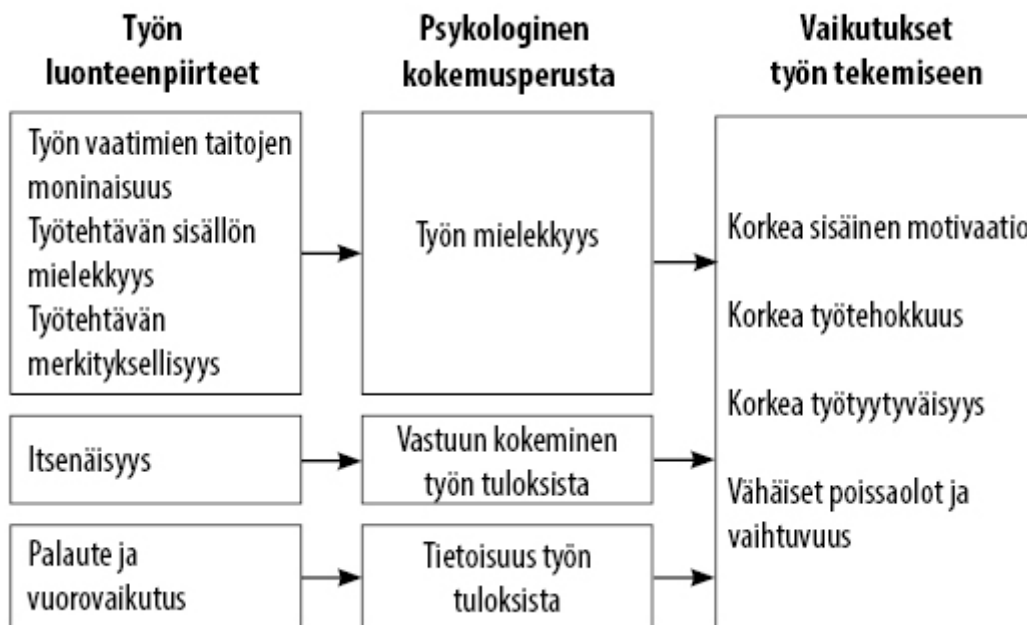 Työn
luonteenpiirteet
Psykologinen
kokemusperusta
Vaikutukset
työn tekemiseen
Työn vaatimien taitojen
moninaisuus
Työtehtävän sisällön
mielekkyys
Työtehtävän
merkityksellisyys
Työn mielekkyys
Korkea sisäinen motivaatio
Korkea työtehokkuus
Korkea työtyytyväisyys
Vähäiset poissaolot ja
vaihtuvuus
Itsenäisyys
Vastuun kokeminen
työn tuloksista
Palaute ja
vuorovaikutus
Tietoisuus työn
tuloksista